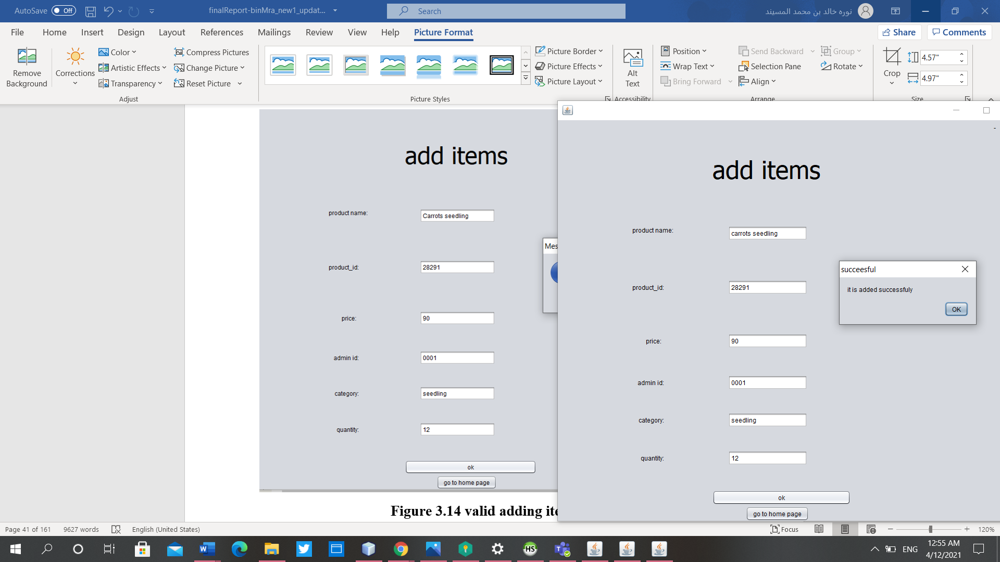 AutoSave Off finalReport-binMra_new1_updat... Search نوره خالد بن محمد المسيند
File Home Insert Design Layout References Mailings Review View Help Picture Format Share Comments
Remove Background
Corrections
Color
Artistic Effects
Transparency
Compress Pictures
Change Picture
Reset Picture
Adjust
Picture Styles
Picture Border
Picture Effects
Picture Layout
Alt Text
Accessibility
Position
Wrap Text
Bring Forward
Send Backward
Selection Pane
Align
Group
Rotate
Arrange
Crop
4.57"
4.97"
Size
add items
product name: Carrots seedling
product_id: 28291
price: 90
admin id: 0001
category: seedling
quantity: 12
ok
go to home page
Mes
Figure 3.14 valid adding ite
-
add items
product name: carrots seedling
product_id: 28291
price: 90
admin id: 0001
category: seedling
quantity: 12
ok
go to home page
succeesful
it is added successfuly
OK
Page 41 of 161 9627 words English (United States) Focus 120%
HS
ENG
12:55 AM
4/12/2021